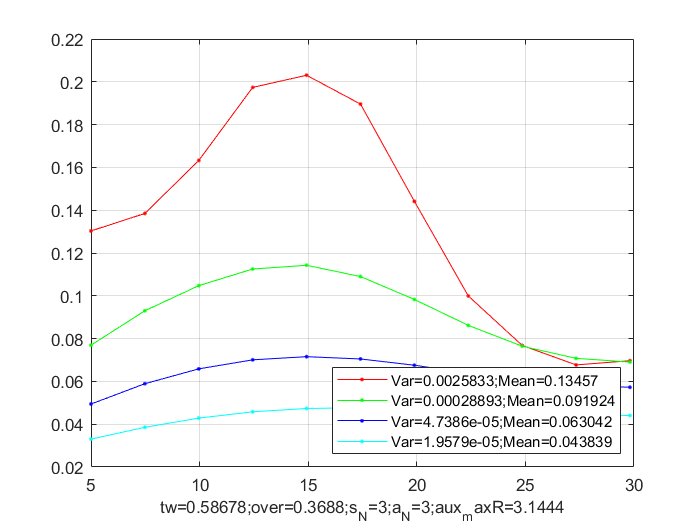 0.22
0.2
0.18
0.16
0.14
0.12
0.1
0.08
0.06
0.04
0.02
Var=0.0025833;Mean=0.13457
Var=0.00028893;Mean=0.091924
Var=4.7386e-05;Mean=0.063042
Var=1.9579e-05;Mean=0.043839
5 10 15 20 25 30
tw=0.58678;over=0.3688;s_N=3;a_N=3;aux_maxR=3.1444